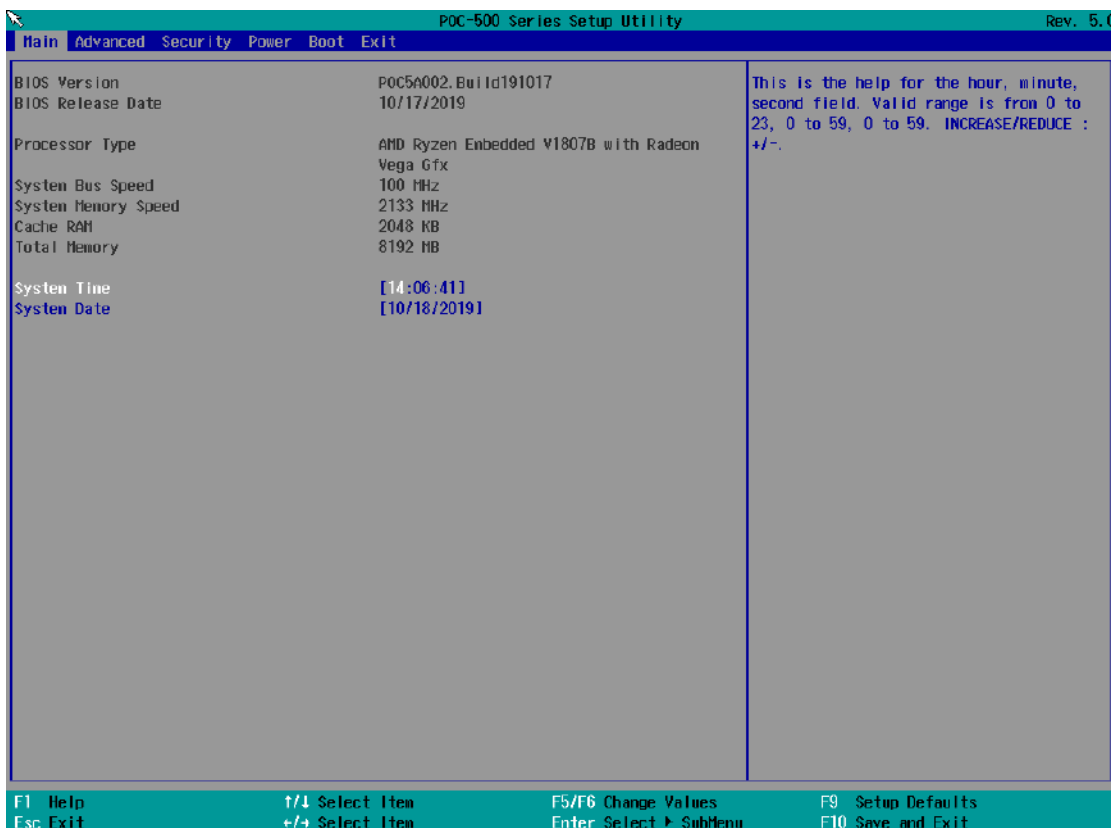 POC-500 Series Setup Utility Rev. 5.0
Main Advanced Security Power Boot Exit
BIOS Version POC5A002.Build191017
BIOS Release Date 10/17/2019
Processor Type AMD Ryzen Embedded V1807B with Radeon
Vega Gfx
System Bus Speed 100 MHz
System Memory Speed 2133 MHz
Cache RAM 2048 KB
Total Memory 8192 MB
System Time [14:06:41]
System Date [10/18/2019]
This is the help for the hour, minute,
second field. Valid range is from 0 to
23, 0 to 59, 0 to 59. INCREASE/REDUCE :
+/-.
F1 Help ↑/↓ Select Item F5/F6 Change Values F9 Setup Defaults
Esc Exit ←/→ Select Item Enter Select ▶ SubMenu F10 Save and Exit